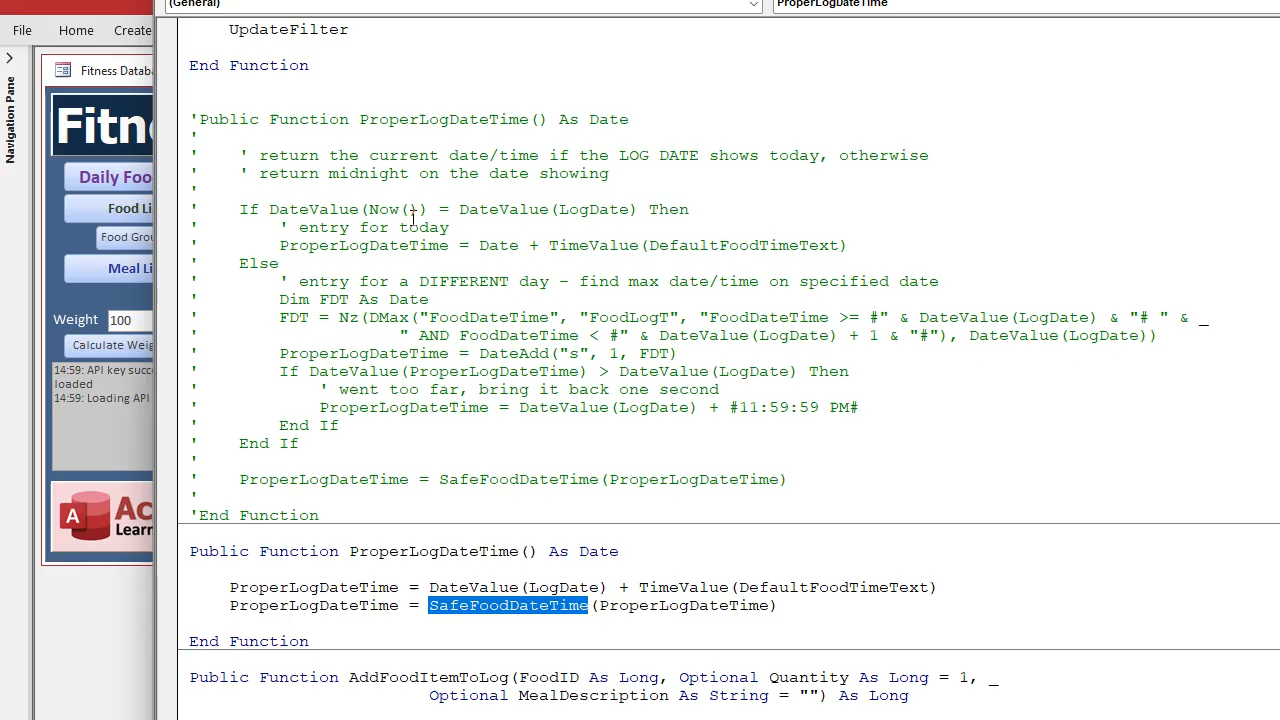 (General)
ProperLogDateTime
File Home Create
Navigation Pane
Fitness Datab
Fitne
Daily Foo
Food Li
Food Grou
Meal Li
Weight 100
Calculate Weig
14:59: API key succe
loaded
14:59: Loading API
A Ac
Learn
UpdateFilter
End Function
'Public Function ProperLogDateTime() As Date
'
' ' return the current date/time if the LOG DATE shows today, otherwise
' ' return midnight on the date showing
'
' If DateValue(Now()) = DateValue(LogDate) Then
' ' entry for today
' ProperLogDateTime = Date + TimeValue(DefaultFoodTimeText)
' Else
' ' entry for a DIFFERENT day - find max date/time on specified date
' Dim FDT As Date
' FDT = Nz(DMax("FoodDateTime", "FoodLogT", "FoodDateTime >= #" & DateValue(LogDate) & "# " & _
' " AND FoodDateTime < #" & DateValue(LogDate) + 1 & "#"), DateValue(LogDate))
' ProperLogDateTime = DateAdd("s", 1, FDT)
' If DateValue(ProperLogDateTime) > DateValue(LogDate) Then
' ' went too far, bring it back one second
' ProperLogDateTime = DateValue(LogDate) + #11:59:59 PM#
' End If
' End If
'
' ProperLogDateTime = SafeFoodDateTime(ProperLogDateTime)
'
'End Function
Public Function ProperLogDateTime() As Date
ProperLogDateTime = DateValue(LogDate) + TimeValue(DefaultFoodTimeText)
ProperLogDateTime = SafeFoodDateTime(ProperLogDateTime)
End Function
Public Function AddFoodItemToLog(FoodID As Long, Optional Quantity As Long = 1, _
Optional MealDescription As String = "") As Long